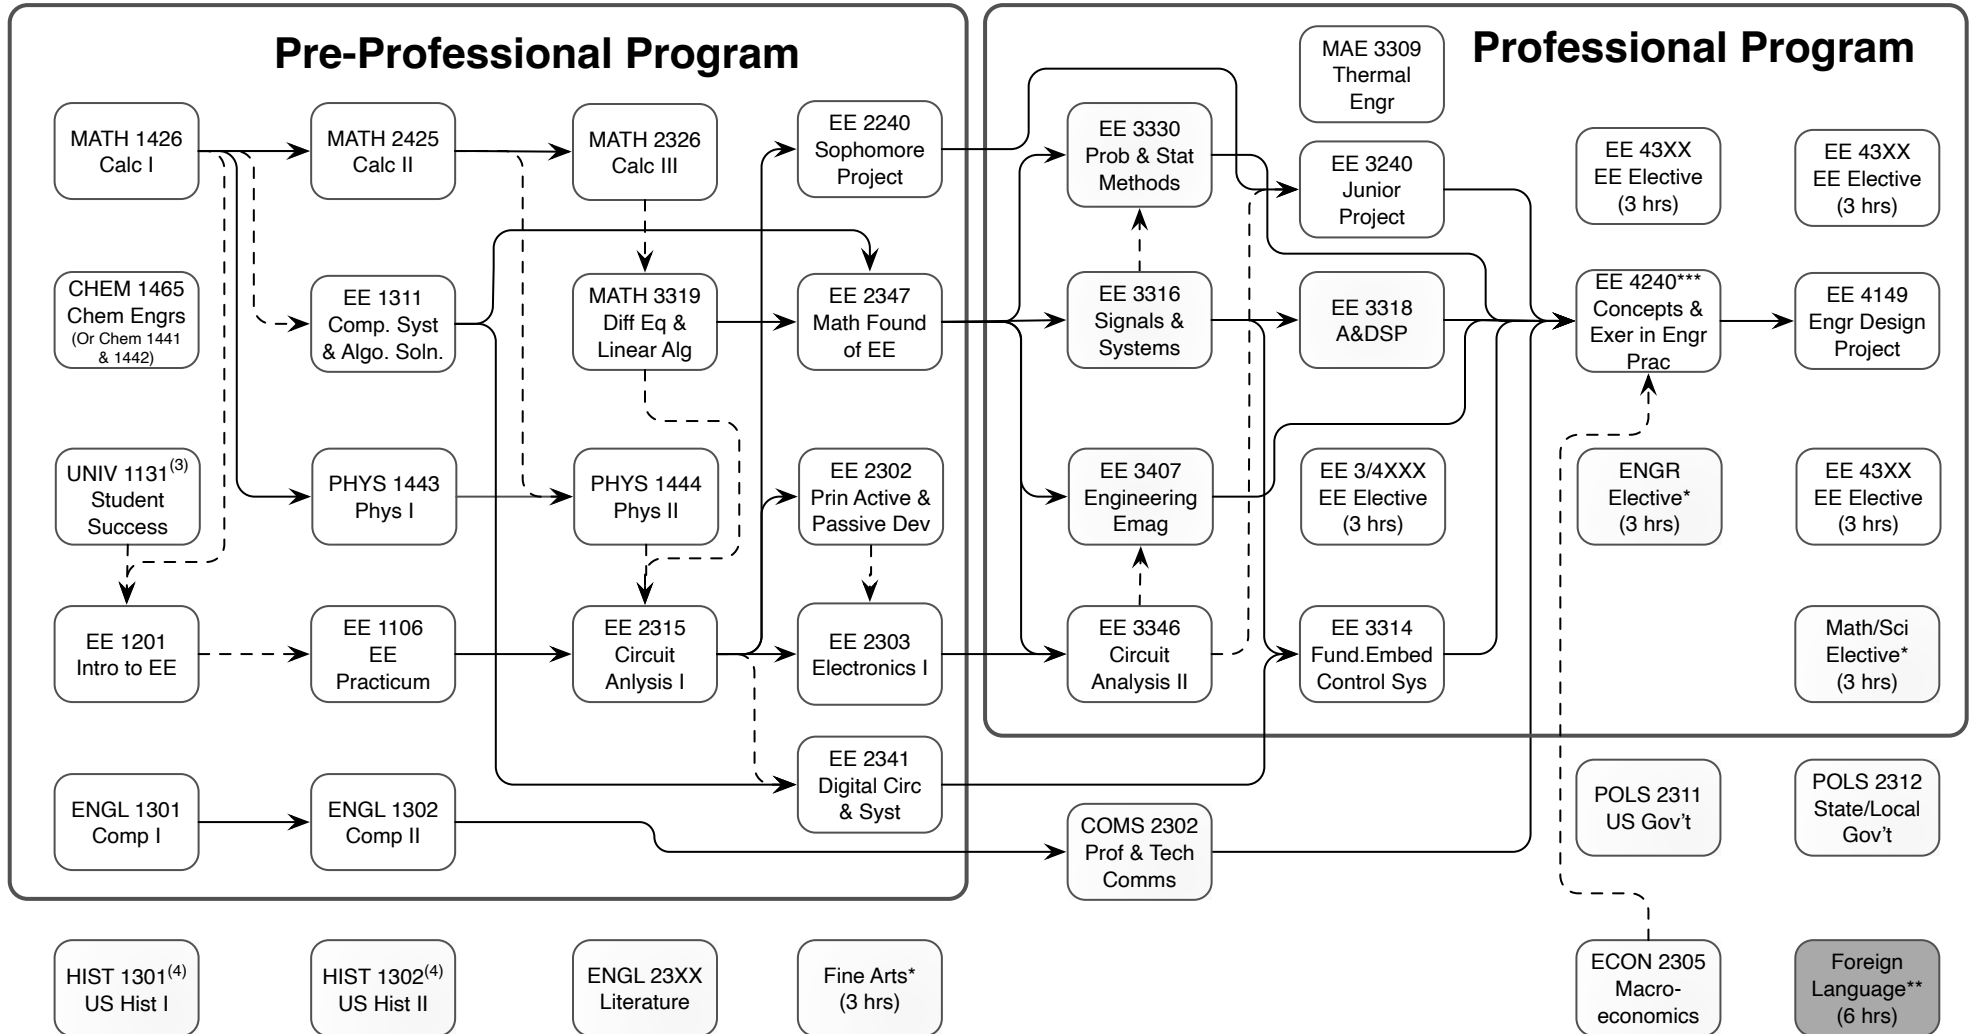 Pre-Professional Program
Professional Program
MATH 1426
Calc I
MATH 2425
Calc II
MATH 2326
Calc III
EE 2240
Sophomore
Project
EE 3330
Prob & Stat
Methods
MAE 3309
Thermal
Engr
EE 3240
Junior
Project
EE 43XX
EE Elective
(3 hrs)
EE 43XX
EE Elective
(3 hrs)
CHEM 1465
Chem Engrs
(Or Chem 1441
& 1442)
EE 1311
Comp. Syst
& Algo. Soln.
MATH 3319
Diff Eq &
Linear Alg
EE 2347
Math Found
of EE
EE 3316
Signals &
Systems
EE 3318
A&DSP
EE 4240***
Concepts &
Exer in Engr
Prac
EE 4149
Engr Design
Project
UNIV 1131(3)
Student
Success
PHYS 1443
Phys I
PHYS 1444
Phys II
EE 2302
Prin Active &
Passive Dev
EE 3407
Engineering
Emag
EE 3/4XXX
EE Elective
(3 hrs)
ENGR
Elective*
(3 hrs)
EE 43XX
EE Elective
(3 hrs)
EE 1201
Intro to EE
EE 1106
EE
Practicum
EE 2315
Circuit
Anlysis I
EE 2303
Electronics I
EE 3346
Circuit
Analysis II
EE 3314
Fund.Embed
Control Sys
Math/Sci
Elective*
(3 hrs)
ENGL 1301
Comp I
ENGL 1302
Comp II
EE 2341
Digital Circ
& Syst
COMS 2302
Prof & Tech
Comms
POLS 2311
US Gov't
POLS 2312
State/Local
Gov't
HIST 1301(4)
US Hist I
HIST 1302(4)
US Hist II
ENGL 23XX
Literature
Fine Arts*
(3 hrs)
ECON 2305
Macro-
economics
Foreign
Language**
(6 hrs)